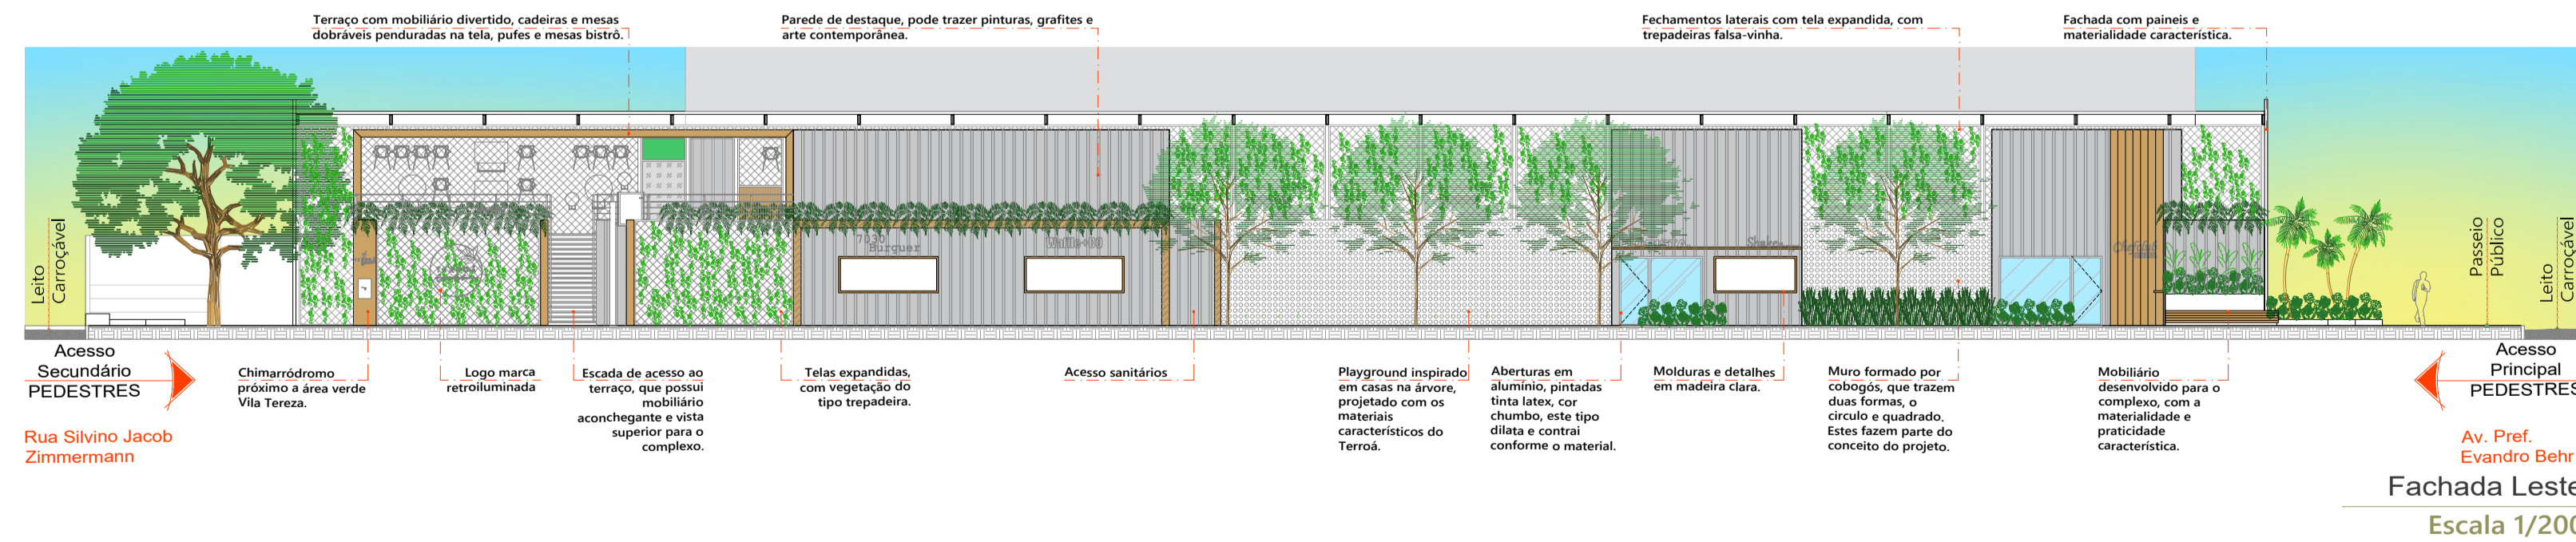 Terraço com mobiliário divertido, cadeiras e mesas
dobráveis penduradas na tela, pufes e mesas bistrô.
Parede de destaque, pode trazer pinturas, grafites e
arte contemporânea.
Fechamentos laterais com tela expandida, com
trepadeiras falsa-vinha.
Fachada com paineis e
materialidade característica.
Leito
Carroçável
7030
Burguer
Shake
Chefclub
Passeio
Público
Leito
Carroçável
Acesso
Secundário
PEDESTRES
Rua Silvino Jacob
Zimmermann
Chimarródromo
próximo a área verde
Vila Tereza.
Logo marca
retroiluminada
Escada de acesso ao
terraço, que possui
mobiliário
aconchegante e vista
superior para o
complexo.
Telas expandidas,
com vegetação do
tipo trepadeira.
Acesso sanitários
Playground inspirado
em casas na árvore,
projetado com os
materiais
característicos do
Terroá.
Aberturas em
alumínio, pintadas
tinta latex, cor
chumbo, este tipo
dilata e contrai
conforme o material.
Molduras e detalhes
em madeira clara.
Muro formado por
cobogós, que trazem
duas formas, o
circulo e quadrado.
Estes fazem parte do
conceito do projeto.
Mobiliário
desenvolvido para o
complexo, com a
materialidade e
praticidade
característica.
Acesso
Principal
PEDESTRES
Av. Pref.
Evandro Behr
Fachada Leste
Escala 1/200